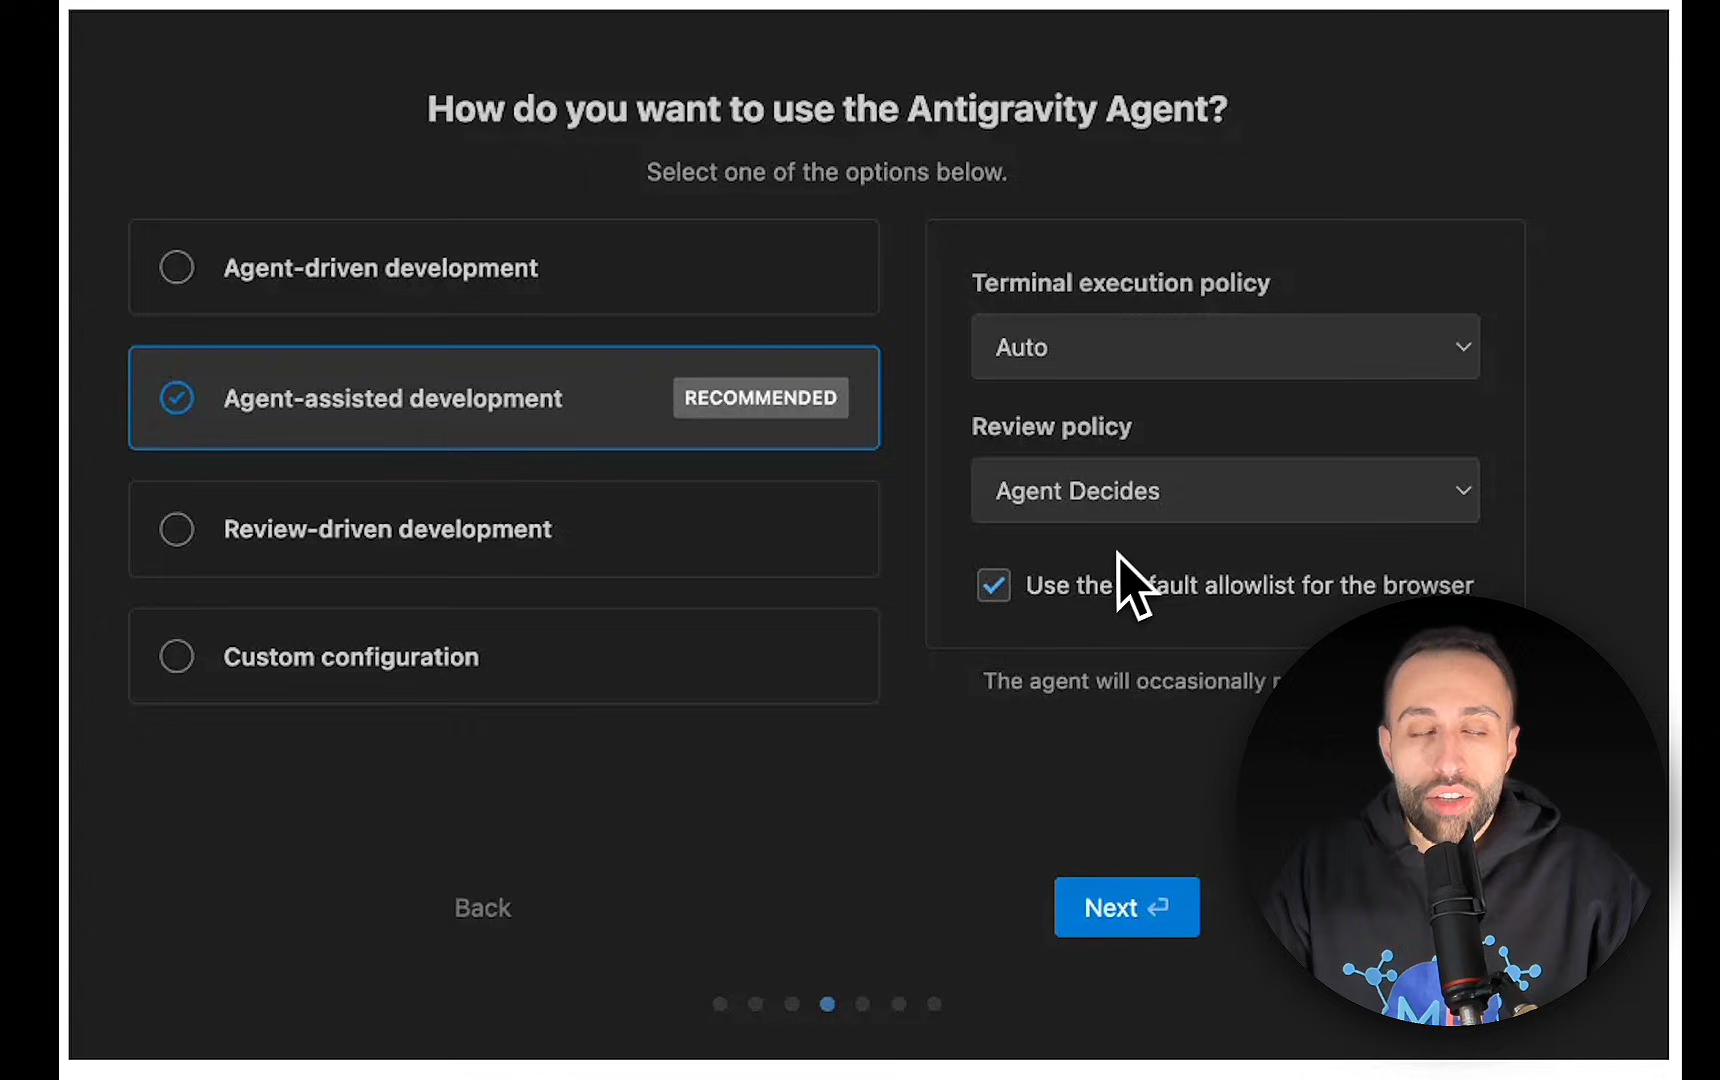 How do you want to use the Antigravity Agent?
Select one of the options below.
Agent-driven development
Agent-assisted development
RECOMMENDED
Review-driven development
Custom configuration
Terminal execution policy
Auto
Review policy
Agent Decides
Use the fault allowlist for the browser
The agent will occasionally
Back
Next